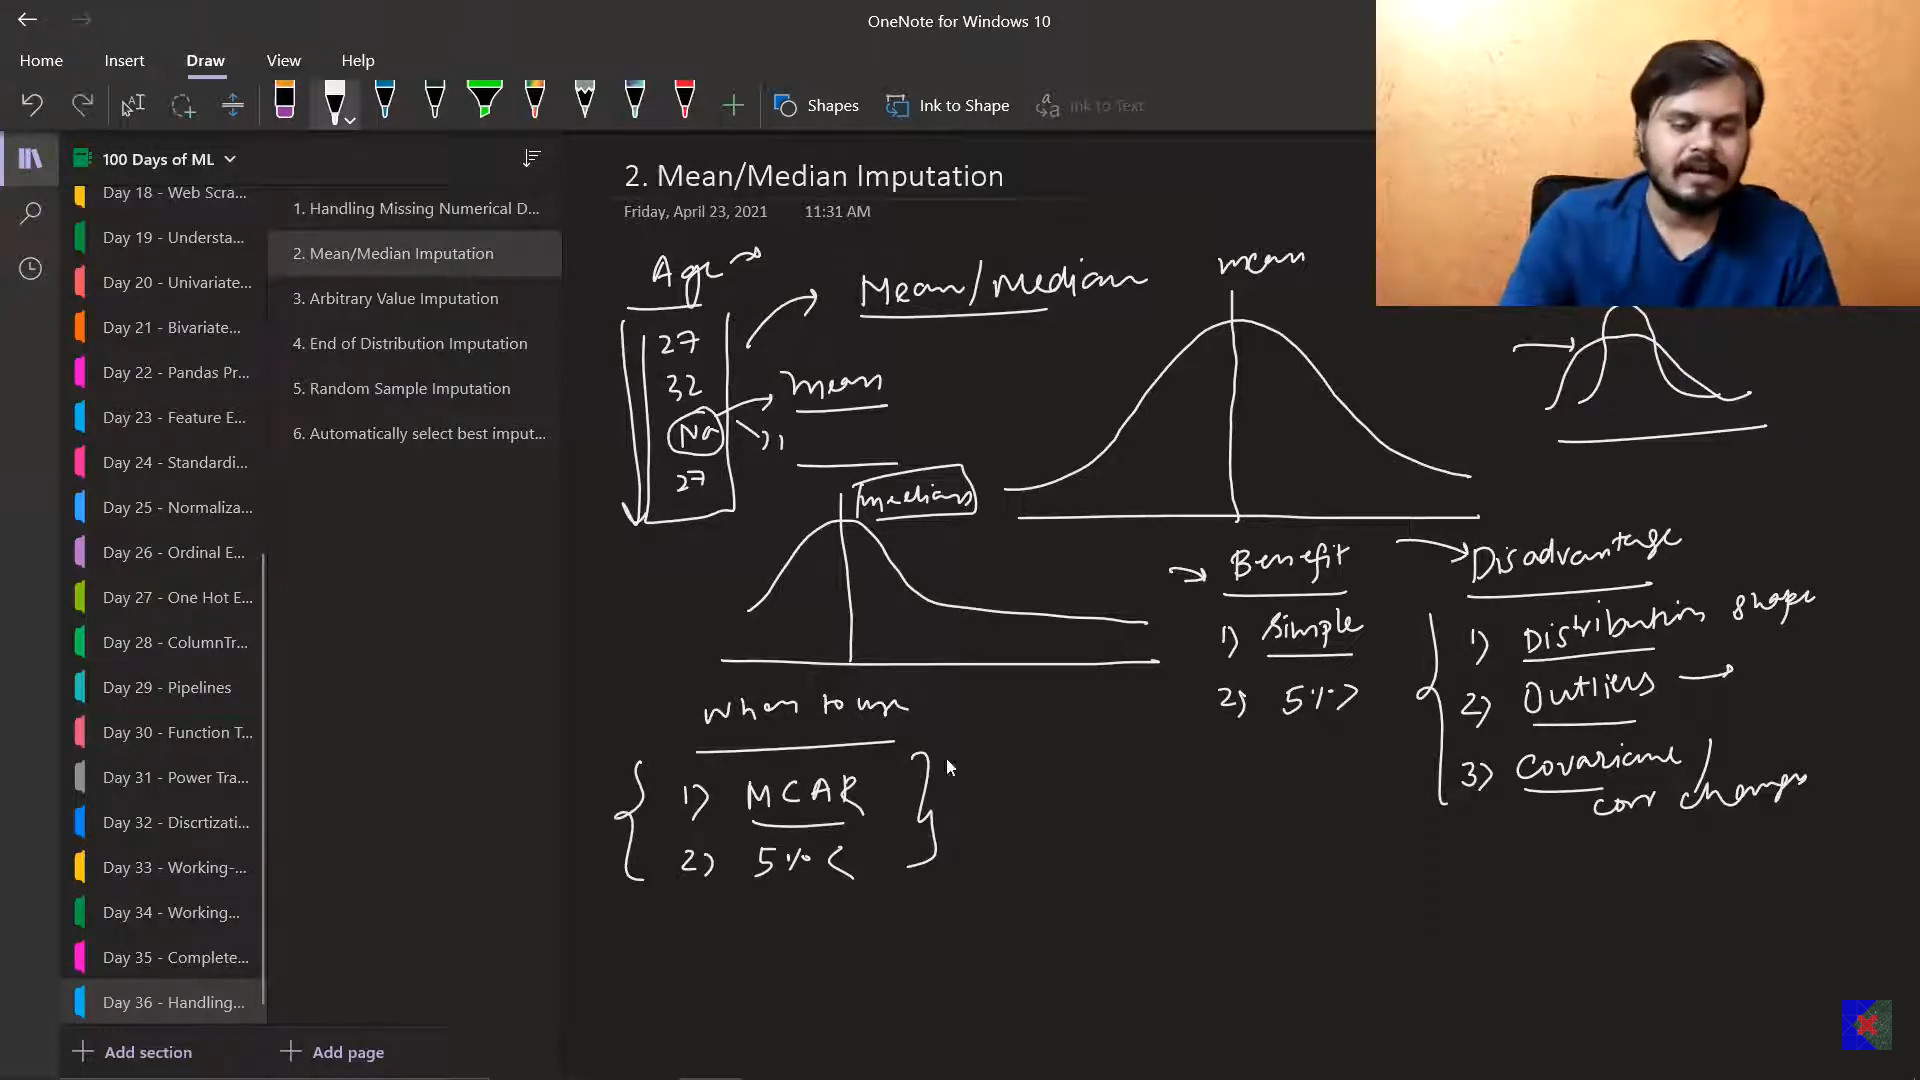 OneNote for Windows 10
Home Insert Draw View Help
Shapes Ink to Shape Ink to Text
100 Days of ML
Day 18 - Web Scra...
Day 19 - Understa...
Day 20 - Univariate...
Day 21 - Bivariate...
Day 22 - Pandas Pr...
Day 23 - Feature E...
Day 24 - Standardi...
Day 25 - Normaliza...
Day 26 - Ordinal E...
Day 27 - One Hot E...
Day 28 - ColumnTr...
Day 29 - Pipelines
Day 30 - Function T...
Day 31 - Power Tra...
Day 32 - Discrtizati...
Day 33 - Working-...
Day 34 - Working...
Day 35 - Complete...
Day 36 - Handling...
Add section
1. Handling Missing Numerical D...
2. Mean/Median Imputation
3. Arbitrary Value Imputation
4. End of Distribution Imputation
5. Random Sample Imputation
6. Automatically select best imput...
Add page
2. Mean/Median Imputation
Friday, April 23, 2021 11:31 AM
Age
27
32
Na
27
Mean/Median
mean
median
mean
When to use
1) MCAR
2) 5% <
Benefit
1) Simple
2) 5% >
Disadvantage
1) Distribution shape
2) Outliers
3) Covariance/
corr changes